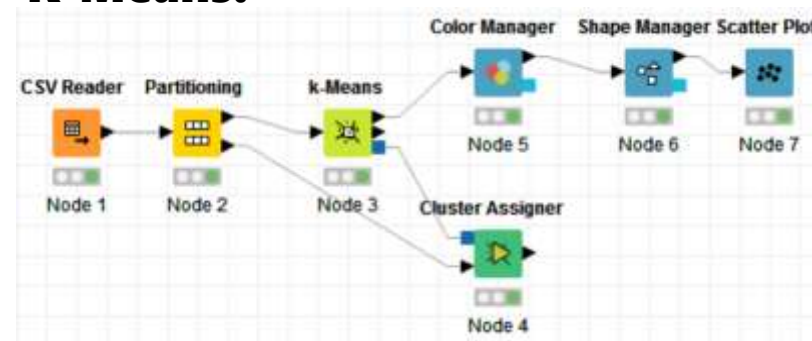 K-Means:
Color Manager Shape Manager Scatter Plot
CSV Reader Partitioning k-Means
Node 5 Node 6 Node 7
Node 1 Node 2 Node 3
Cluster Assigner
Node 4